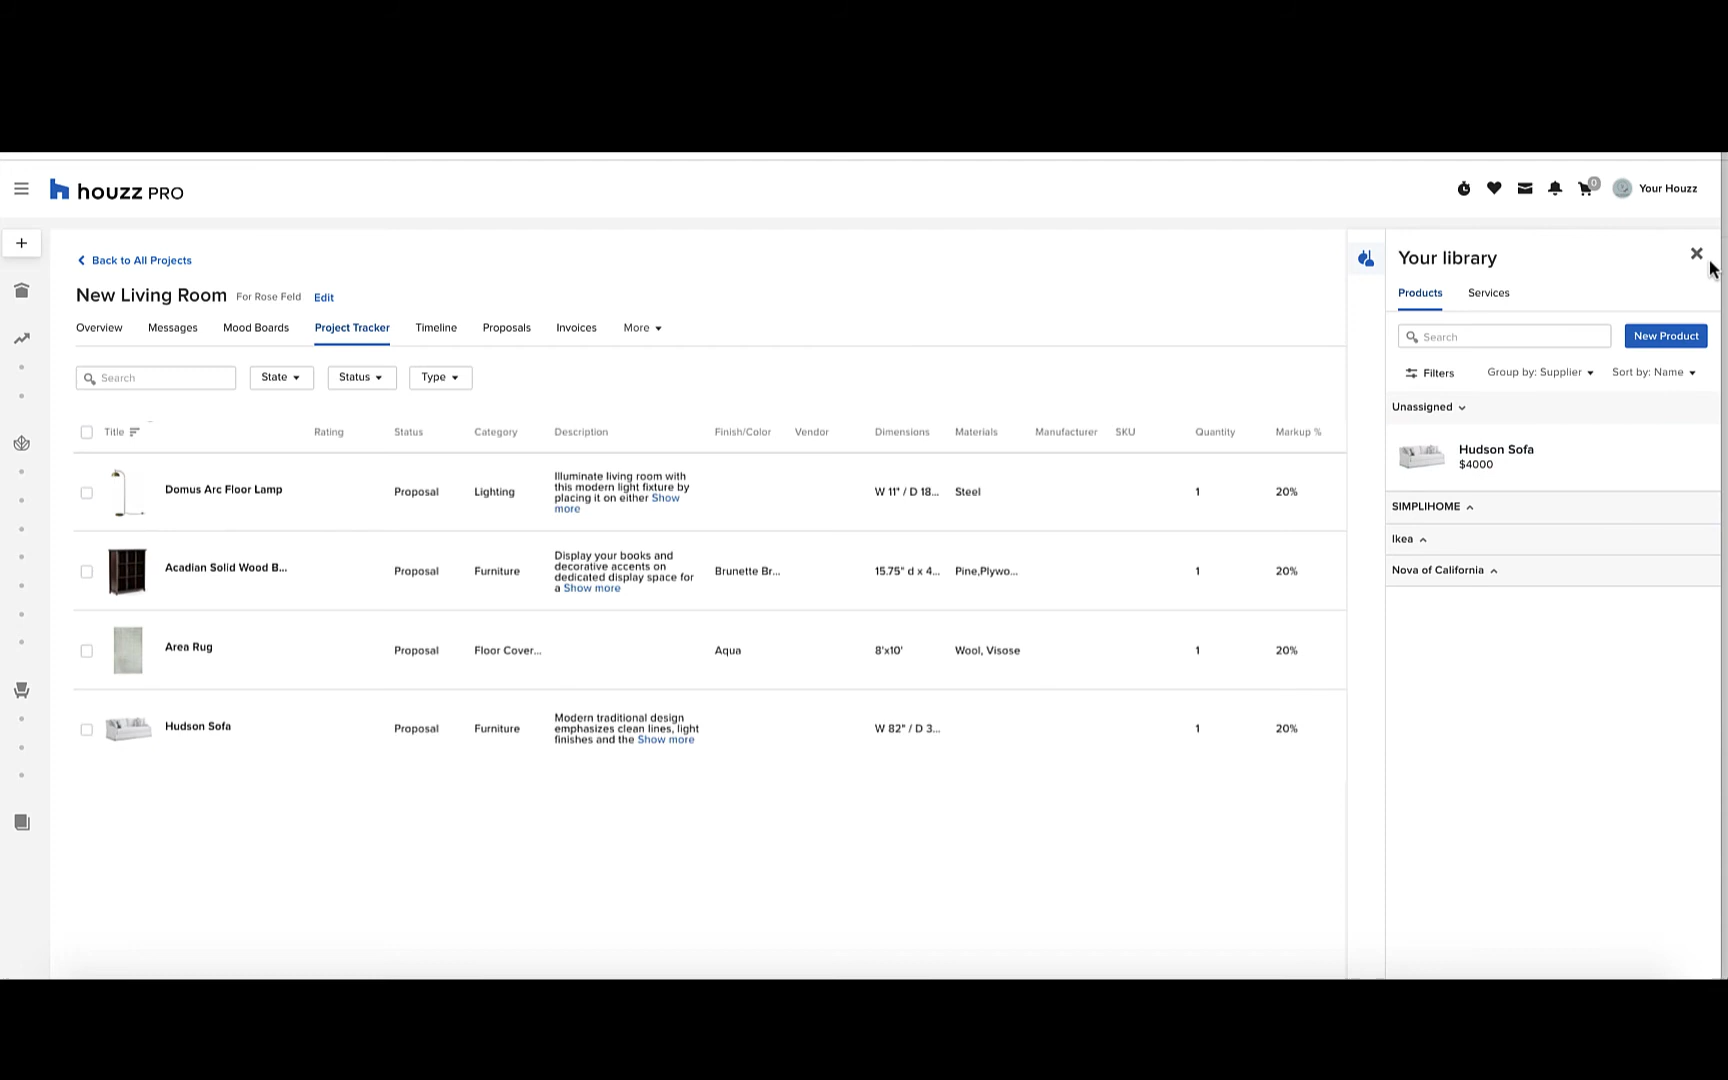 houzz PRO
0
Your Houzz
+
Back to All Projects
New Living Room For Rose Feld Edit
Overview Messages Mood Boards Project Tracker Timeline Proposals Invoices More
Search State Status Type
Title Rating Status Category Description Finish/Color Vendor Dimensions Materials Manufacturer SKU Quantity Markup %
Domus Arc Floor Lamp Proposal Lighting Illuminate living room with
this modern light fixture by
placing it on either Show
more
W 11" / D 18... Steel 1 20%
Acadian Solid Wood B... Proposal Furniture Display your books and
decorative accents on
dedicated display space for
a Show more
Brunette Br... 15.75" d x 4... Pine,Plywo... 1 20%
Area Rug Proposal Floor Cover... Aqua 8'x10' Wool, Visose 1 20%
Hudson Sofa Proposal Furniture Modern traditional design
emphasizes clean lines, light
finishes and the Show more
W 82" / D 3... 1 20%
Your library
Products Services
Search New Product
Filters Group by: Supplier Sort by: Name
Unassigned
Hudson Sofa
$4000
SIMPLIHOME
Ikea
Nova of California